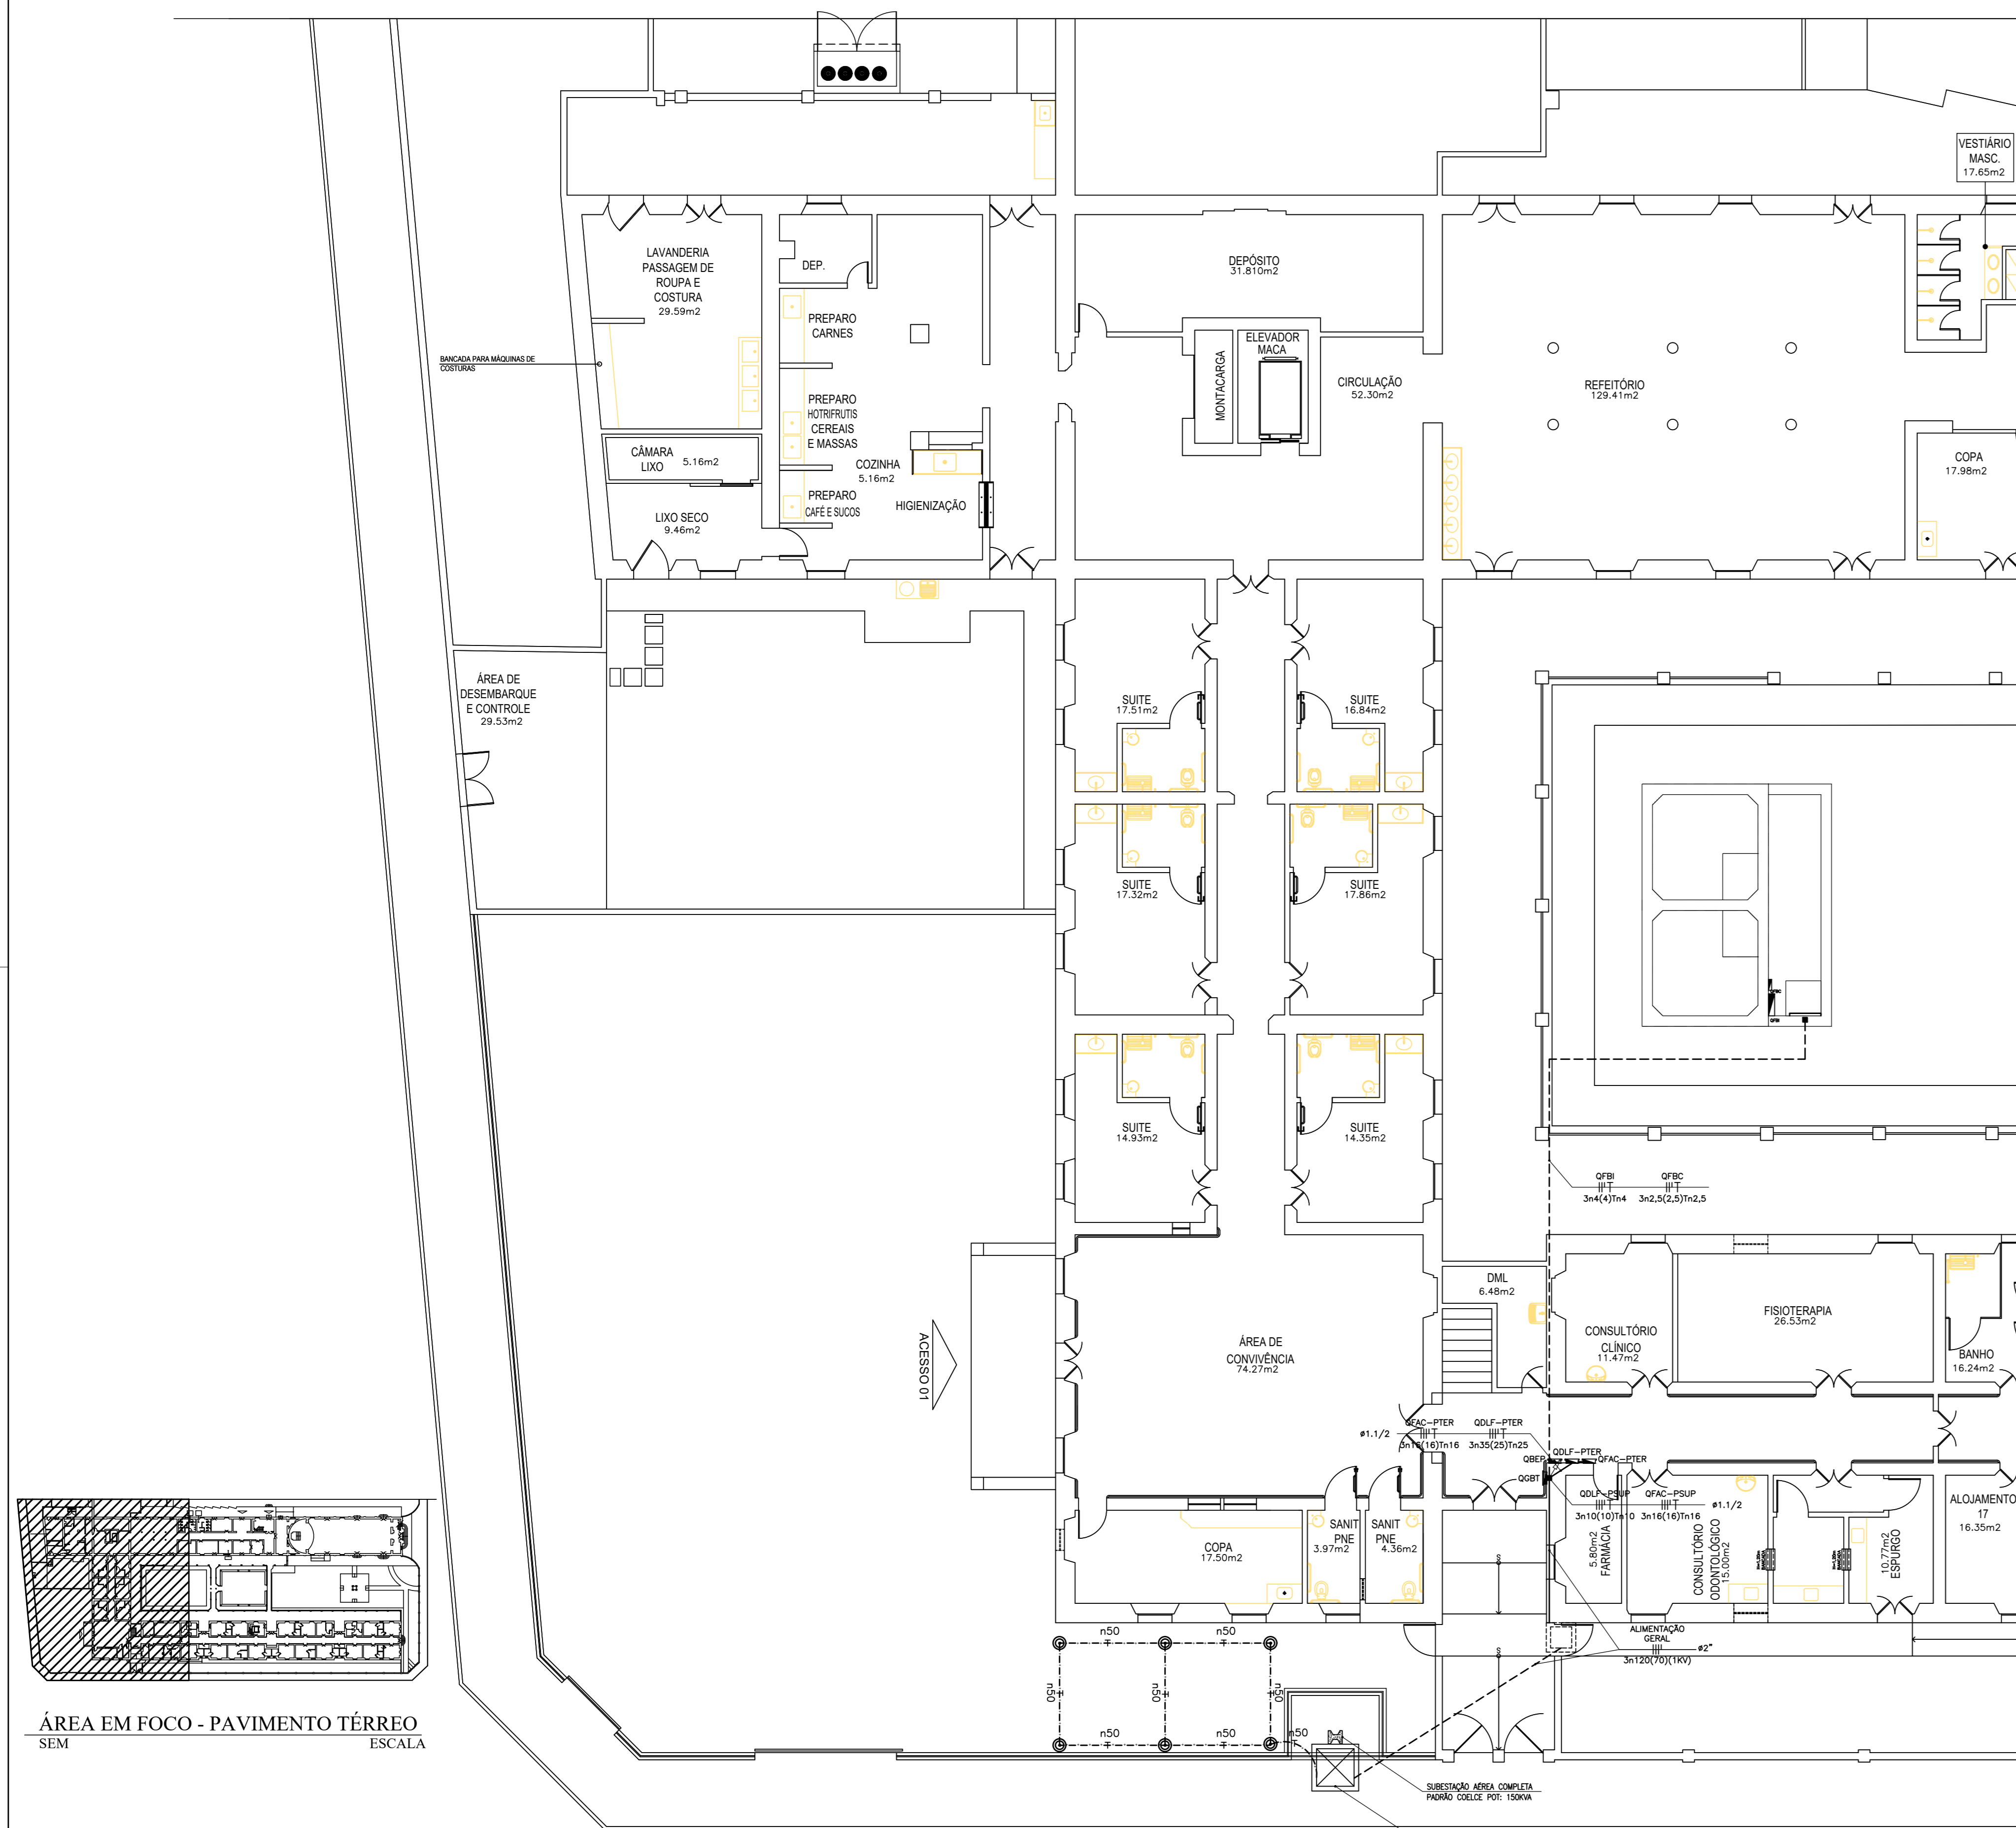 VESTIÁRIO
MASC.
17.65m2
LAVANDERIA
PASSAGEM DE
ROUPA E
COSTURA
29.59m2
DEP.
DEPÓSITO
31.810m2
PREPARO
CARNES
ELEVADOR
MACA
MONTACARGA
BANCADA PARA MÁQUINAS DE
COSTURAS
CIRCULAÇÃO
52.30m2
REFEITÓRIO
129.41m2
PREPARO
HOTRIFRUTIS
CEREAIS
E MASSAS
CÂMARA
LIXO
5.16m2
COZINHA
5.16m2
COPA
17.98m2
PREPARO
CAFÉ E SUCOS
HIGIENIZAÇÃO
LIXO SECO
9.46m2
ÁREA DE
DESEMBARQUE
E CONTROLE
29.53m2
SUITE
17.51m2
SUITE
16.84m2
SUITE
17.32m2
SUITE
17.86m2
QFBC
QFBI
SUITE
14.93m2
SUITE
14.35m2
QFBI
3n4(4)Tn4
QFBC
3n2,5(2,5)Tn2,5
DML
6.48m2
ACESSO 01
ÁREA DE
CONVIVÊNCIA
74.27m2
CONSULTÓRIO
CLÍNICO
11.47m2
FISIOTERAPIA
26.53m2
BANHO
16.24m2
ø1.1/2
QFAC-PTER
3n16(16)Tn16
QDLF-PTER
3n35(25)Tn25
QDLF-PTER
QBEP
QFAC-PTER
QGBT
QDLF-PSUP
3n10(10)Tn10
QFAC-PSUP
3n16(16)Tn16
ø1.1/2
ALOJAMENTO
17
16.35m2
COPA
17.50m2
SANIT
PNE
3.97m2
SANIT
PNE
4.36m2
5.80m2
FARMÁCIA
CONSULTÓRIO
ODONTOLÓGICO
15.00m2
10.77m2
ESPURGO
S
S
ALIMENTAÇÃO
GERAL
ø2"
3n120(70)(1KV)
n50
n50
n50
n50
n50
n50
n50
n50
ÁREA EM FOCO - PAVIMENTO TÉRREO
SEM
ESCALA
SUBESTAÇÃO AÉREA COMPLETA
PADRÃO COELCE POT: 150KVA